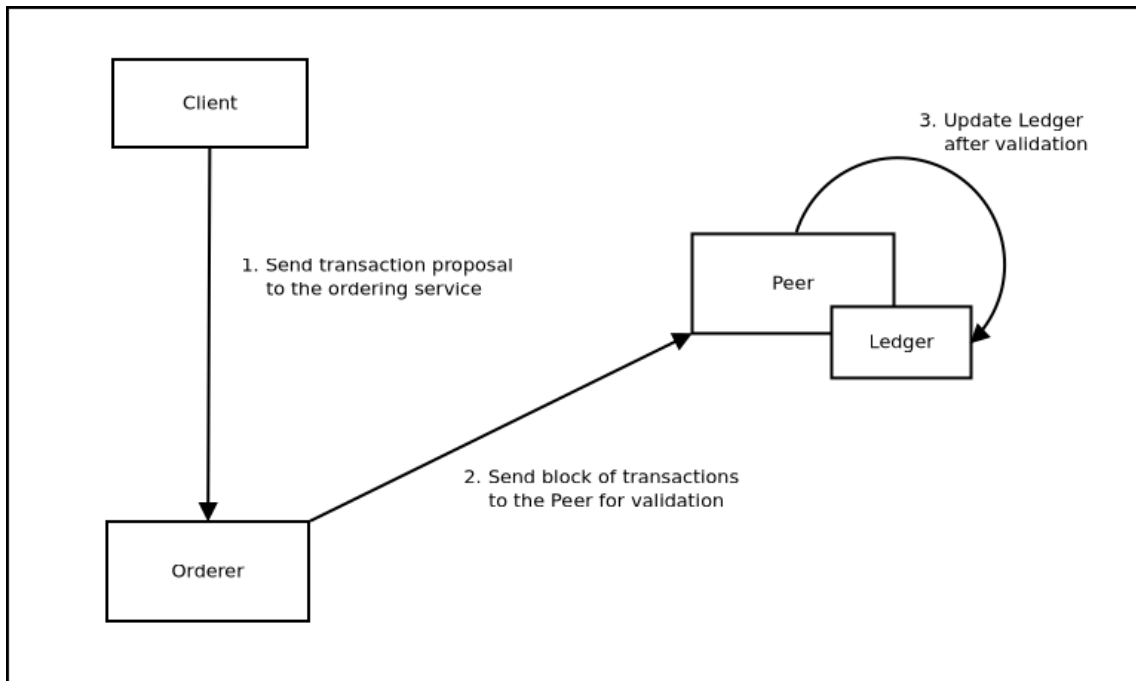 Client
3. Update Ledger
after validation
1. Send transaction proposal
to the ordering service
Peer
Ledger
2. Send block of transactions
to the Peer for validation
Orderer